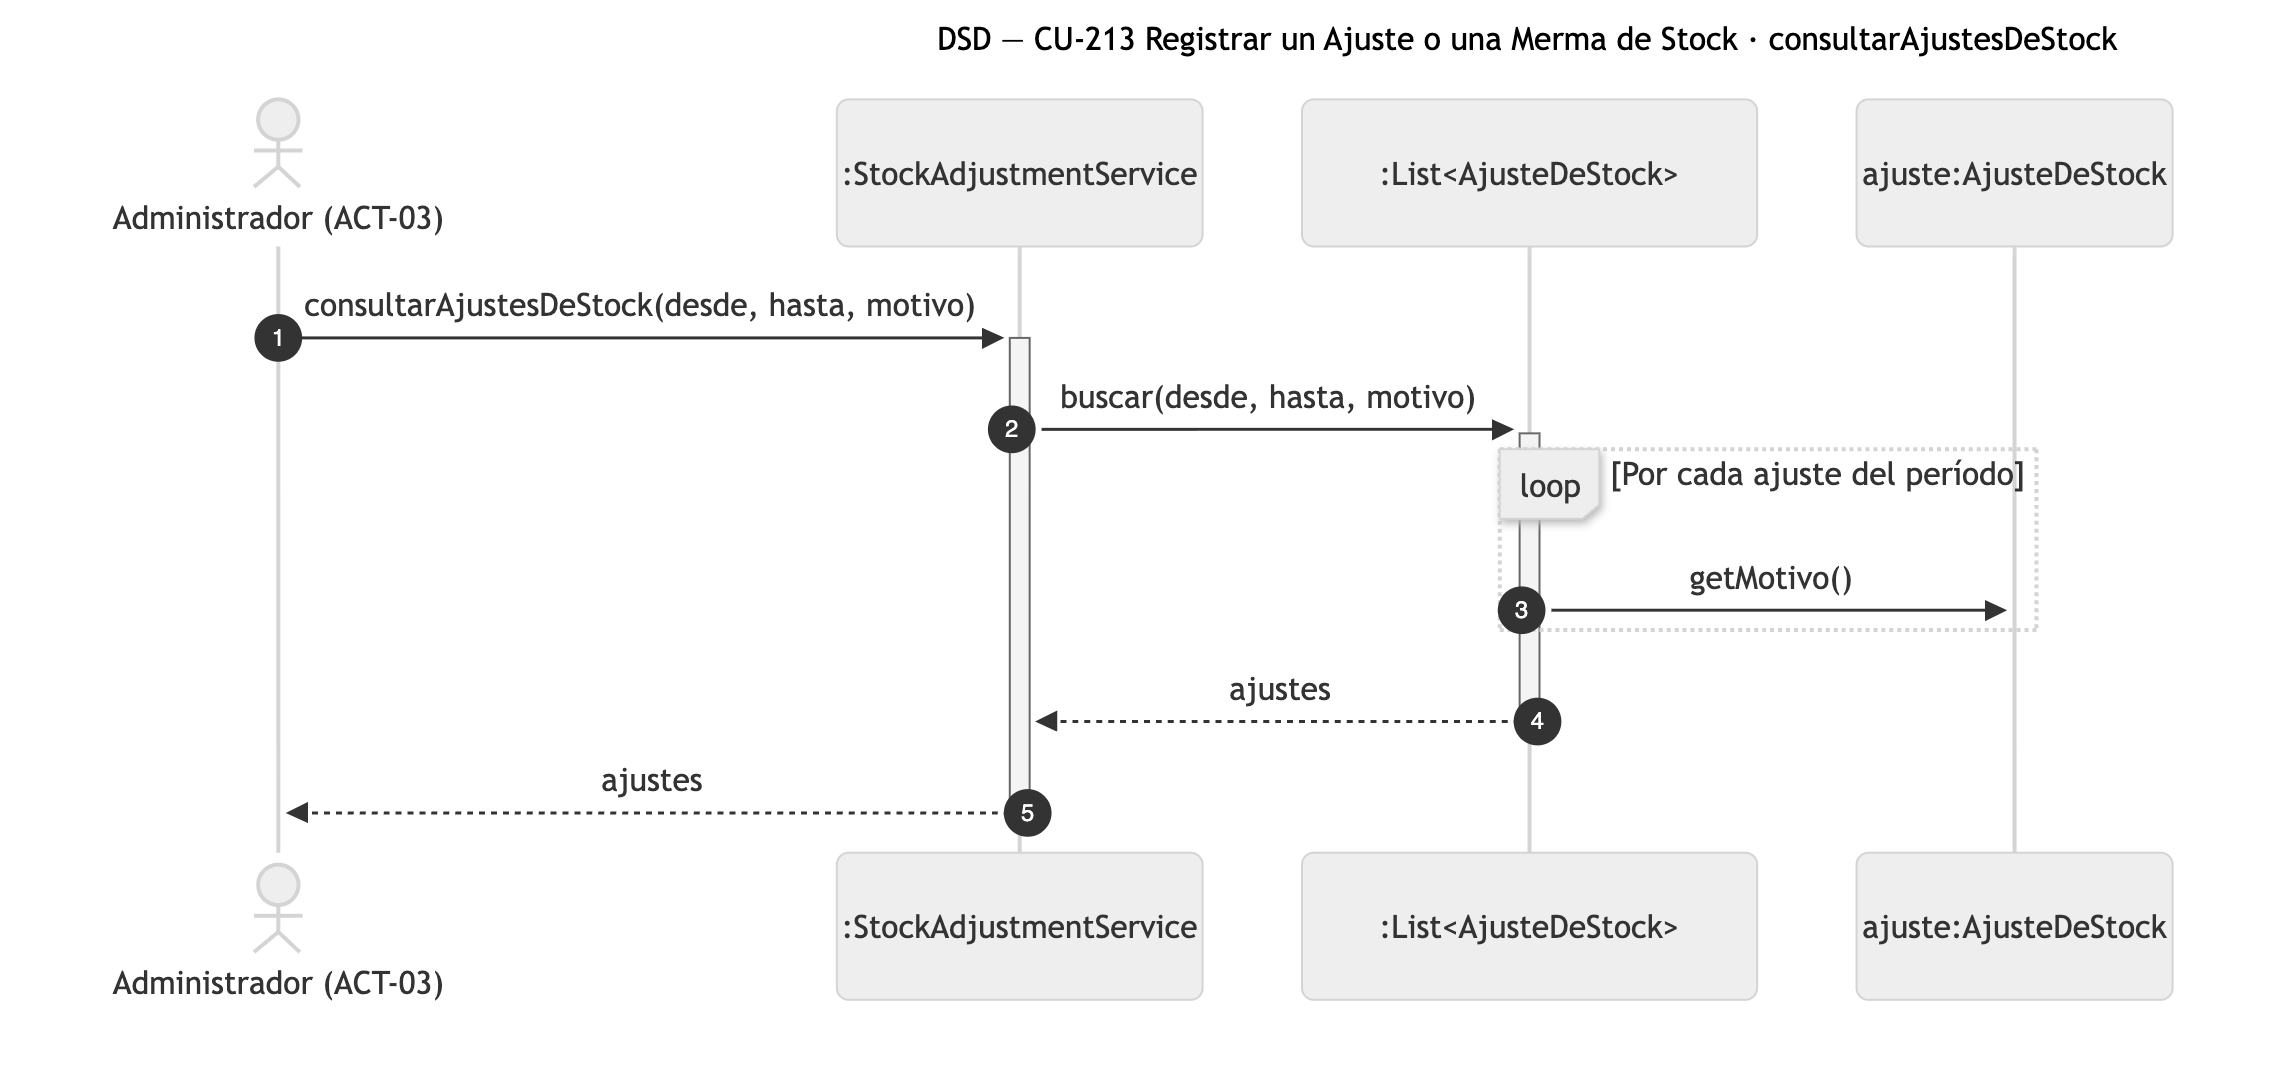 DSD — CU-213 Registrar un Ajuste o una Merma de Stock · consultarAjustesDeStock
Administrador (ACT-03)
:StockAdjustmentService
:List<AjusteDeStock>
ajuste:AjusteDeStock
consultarAjustesDeStock(desde, hasta, motivo)
1
buscar(desde, hasta, motivo)
2
loop
[Por cada ajuste del período]
getMotivo()
3
ajustes
4
ajustes
5
Administrador (ACT-03)
:StockAdjustmentService
:List<AjusteDeStock>
ajuste:AjusteDeStock